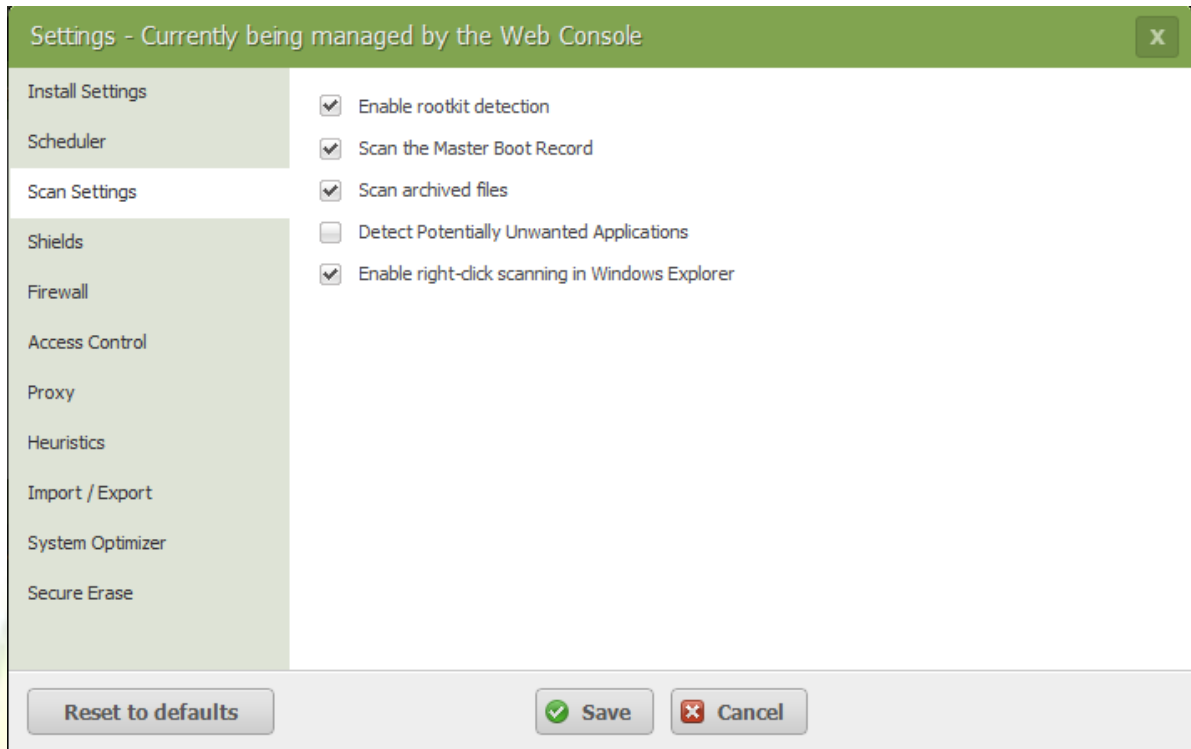 Settings - Currently being managed by the Web Console
x
Install Settings
Scheduler
Scan Settings
Shields
Firewall
Access Control
Proxy
Heuristics
Import / Export
System Optimizer
Secure Erase
Enable rootkit detection
Scan the Master Boot Record
Scan archived files
Detect Potentially Unwanted Applications
Enable right-click scanning in Windows Explorer
Reset to defaults
Save
Cancel